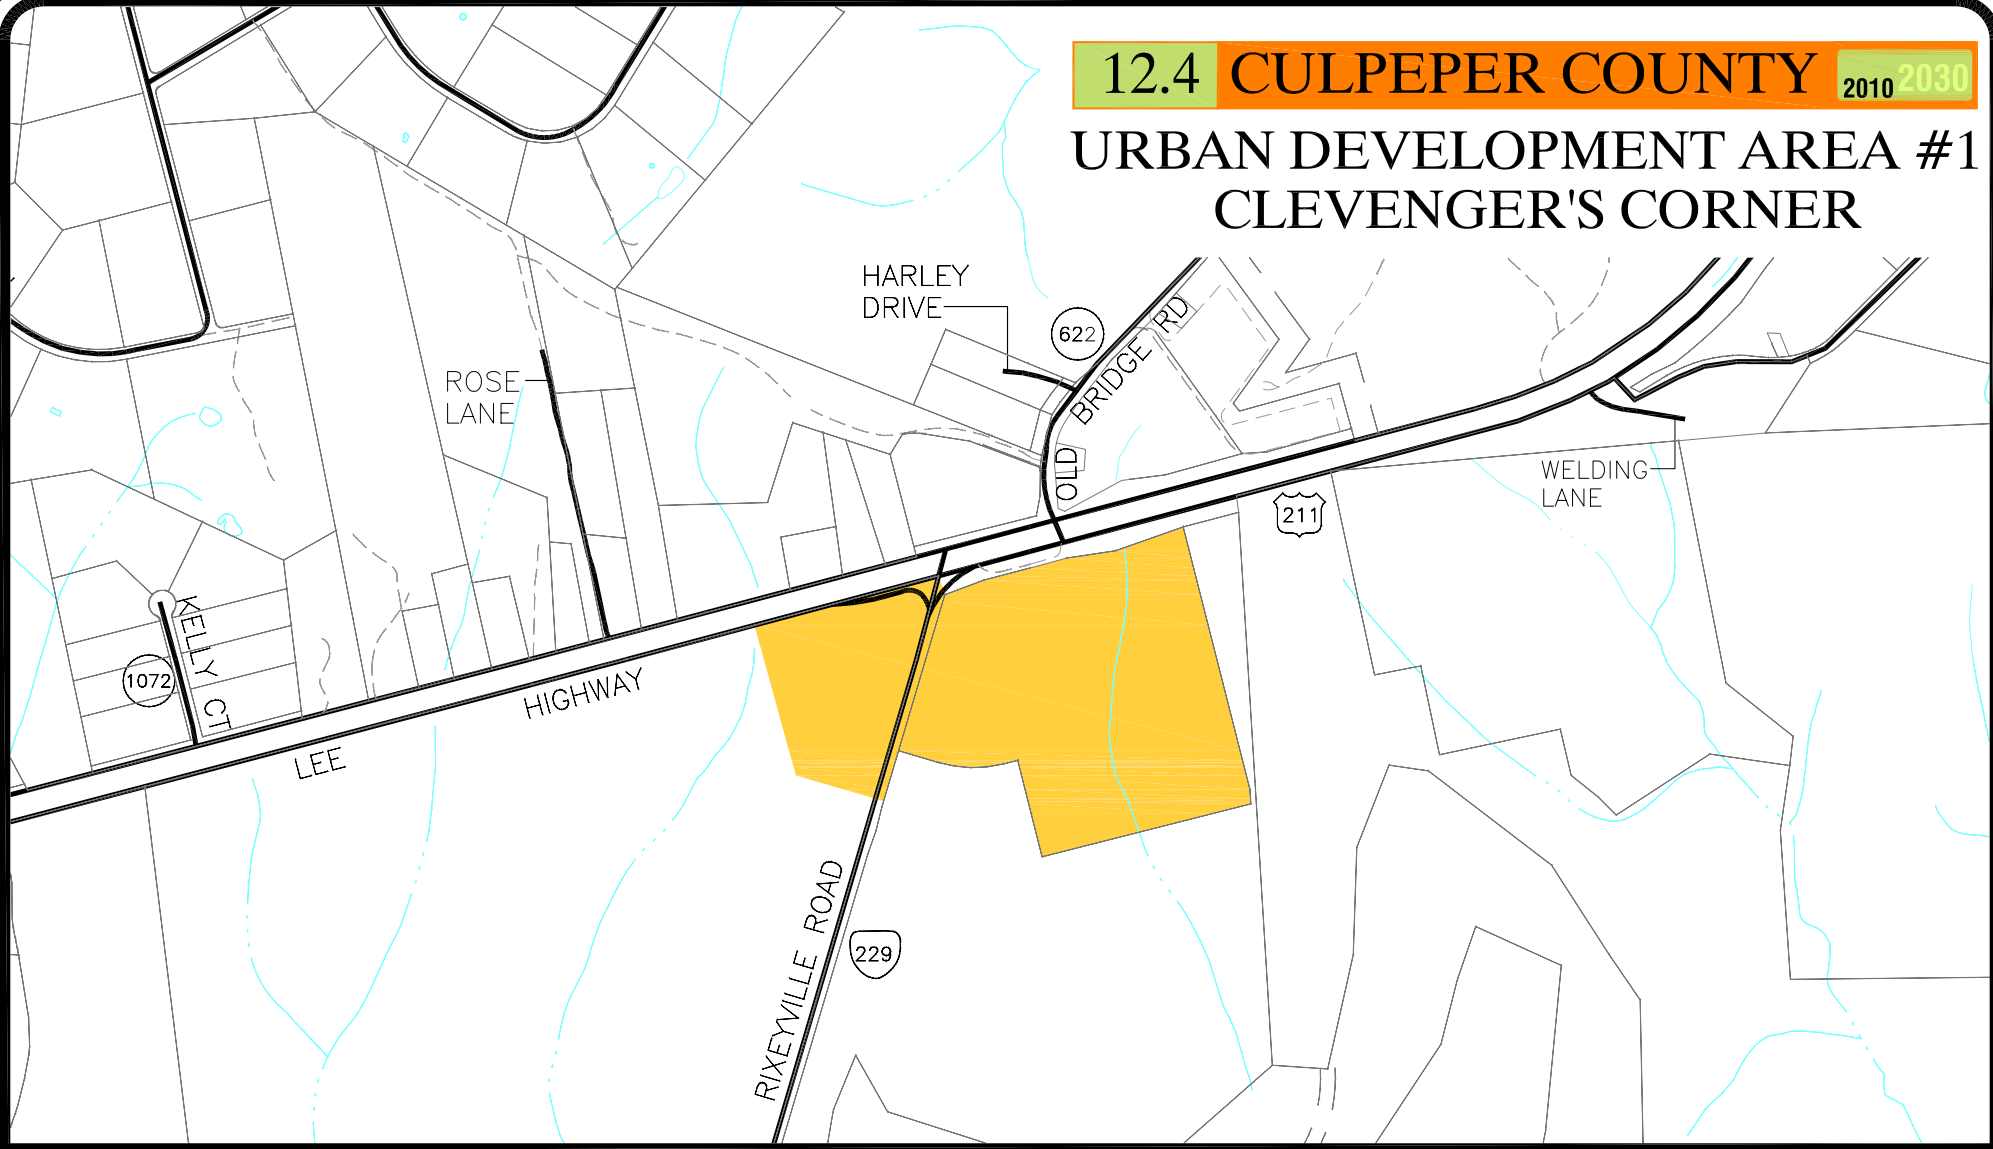 12.4 CULPEPER COUNTY 2010 2030
URBAN DEVELOPMENT AREA #1
CLEVENGER'S CORNER
HARLEY
DRIVE
622
OLD BRIDGE RD
ROSE
LANE
WELDING
LANE
211
KELLY CT
1072
LEE HIGHWAY
RIXEYVILLE ROAD
229